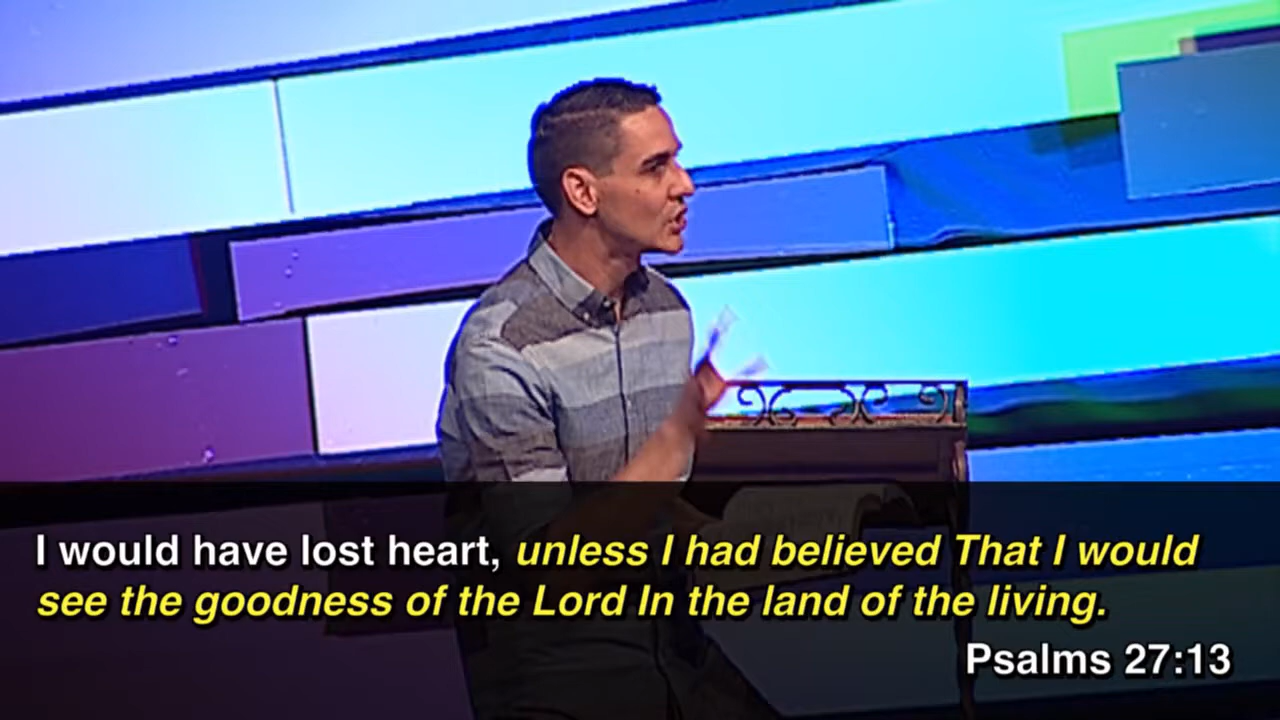 I would have lost heart, unless I had believed That I would
see the goodness of the Lord In the land of the living.
Psalms 27:13